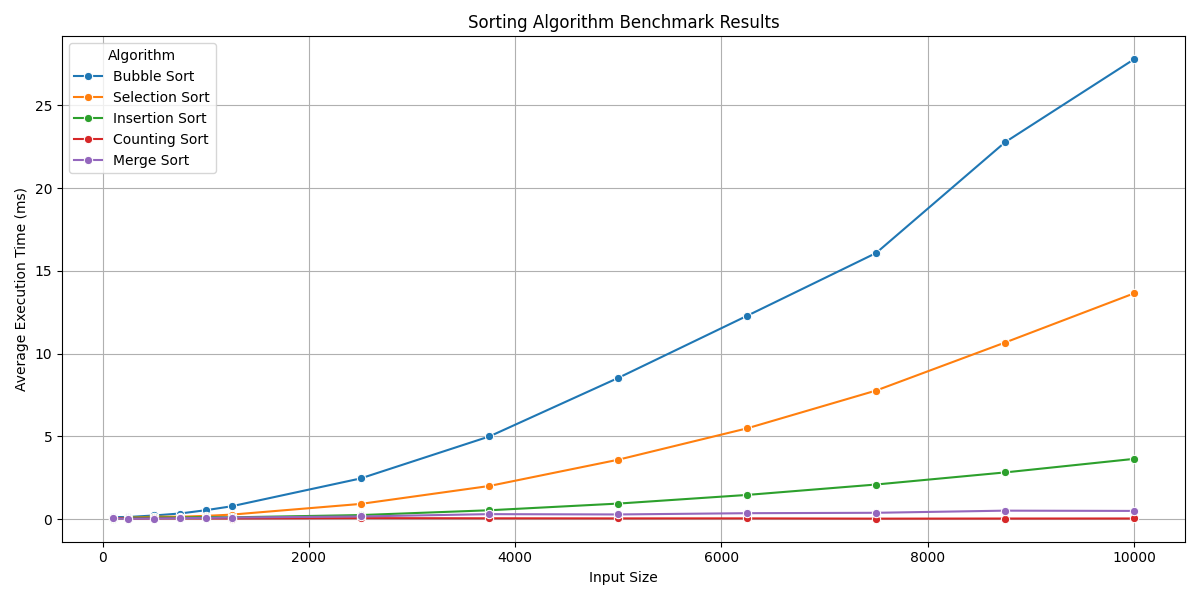 Sorting Algorithm Benchmark Results
Algorithm
Bubble Sort
Selection Sort
Insertion Sort
Counting Sort
Merge Sort
Average Execution Time (ms)
25
20
15
10
5
0
0 2000 4000 6000 8000 10000
Input Size